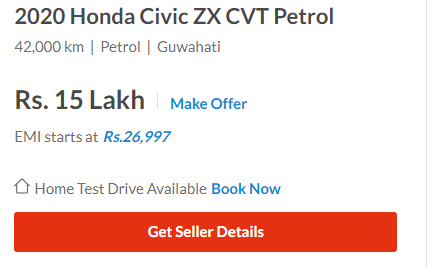 2020 Honda Civic ZX CVT Petrol
42,000 km | Petrol | Guwahati
Rs. 15 Lakh | Make Offer
EMI starts at Rs.26,997
Home Test Drive Available Book Now
Get Seller Details